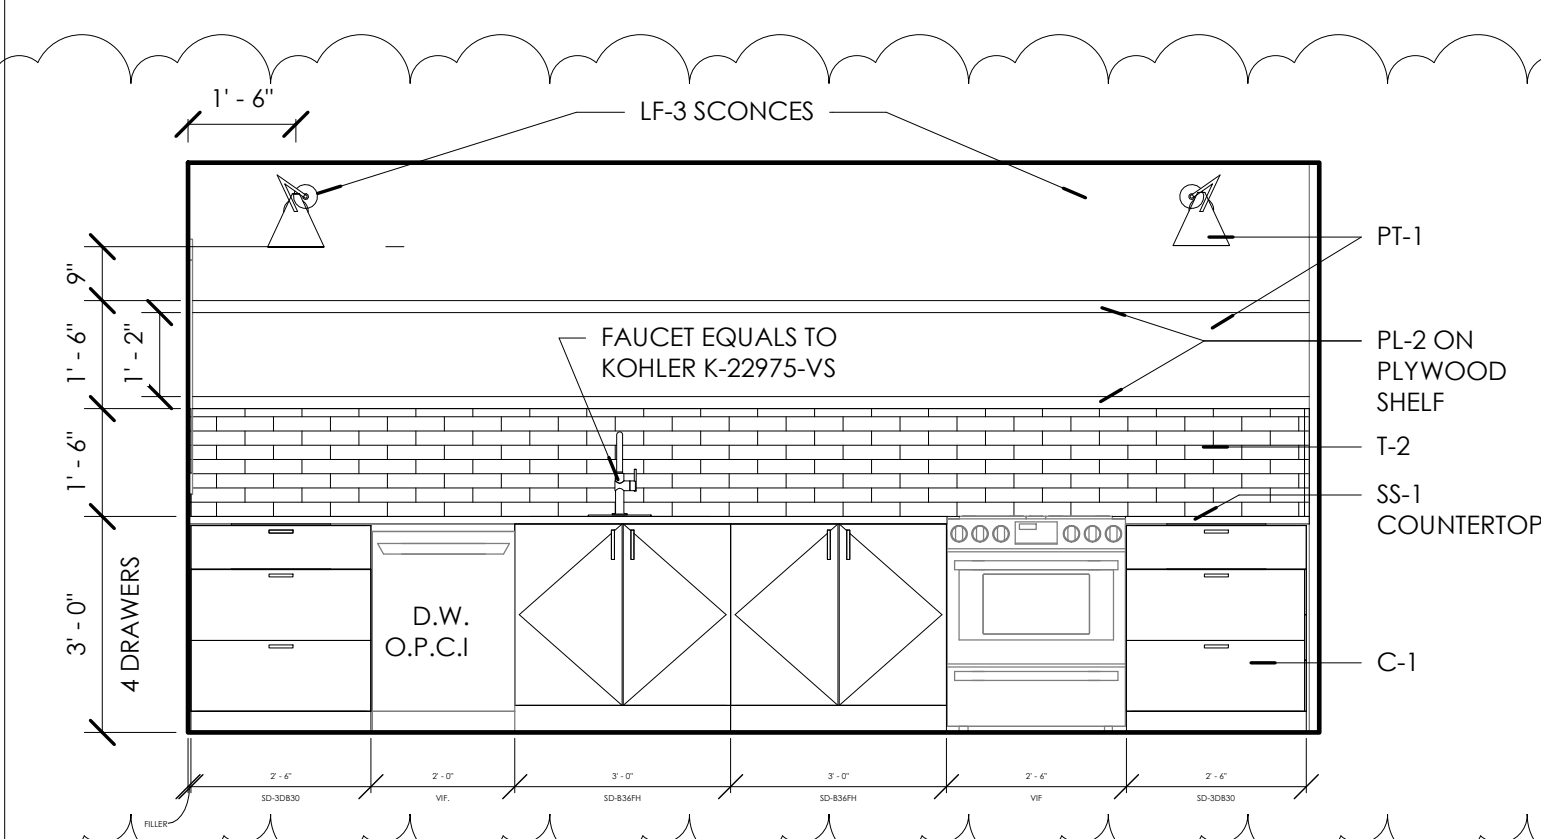 1' - 6"
LF-3 SCONCES
PT-1
9"
1' - 6"
1' - 2"
FAUCET EQUALS TO
KOHLER K-22975-VS
PL-2 ON
PLYWOOD
SHELF
1' - 6"
T-2
SS-1
COUNTERTOP
3' - 0"
4 DRAWERS
D.W.
O.P.C.I
C-1
2' - 6"
2' - 0"
3' - 0"
3' - 0"
2' - 6"
2' - 6"
SD-3DB30
VIF.
SD-B36FH
SD-B36FH
VIF
SD-3DB30
FILLER